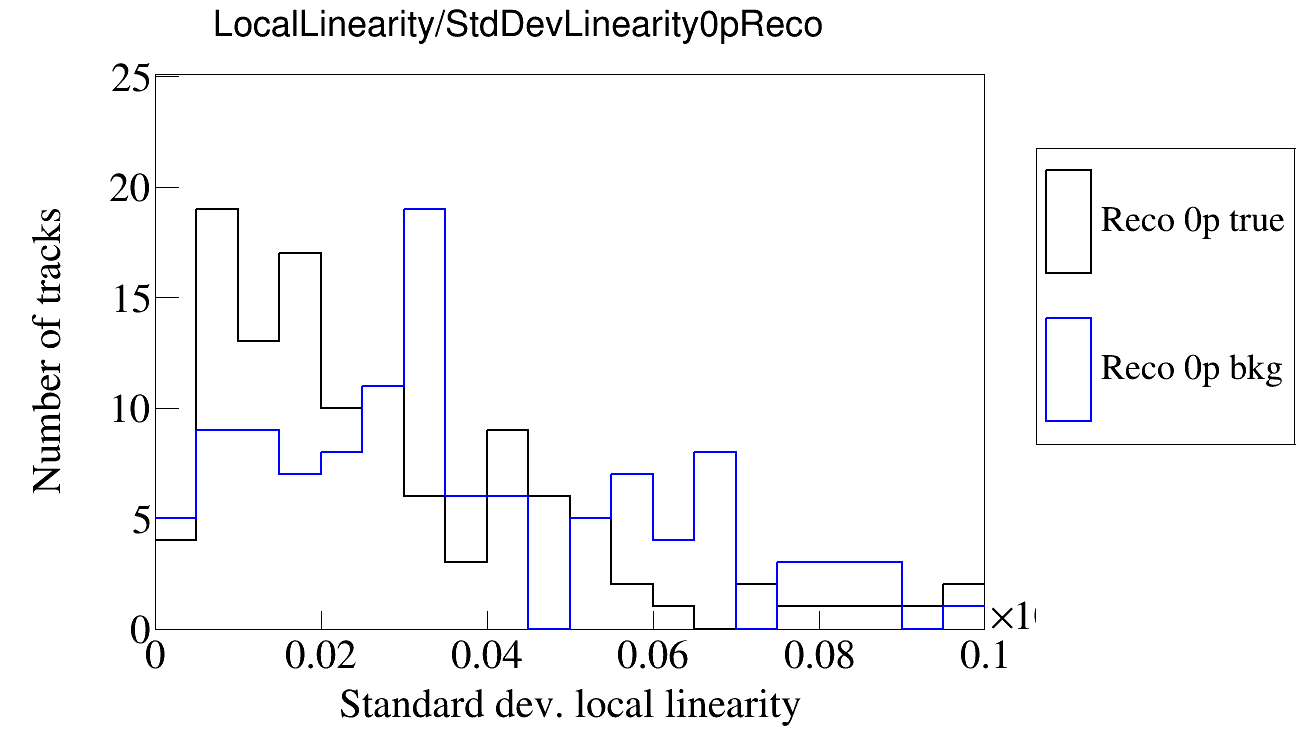 LocalLinearity/StdDevLinearity0pReco
25
20
15
10
5
0
Number of tracks
0 0.02 0.04 0.06 0.08 0.1
Standard dev. local linearity
Reco 0p true
Reco 0p bkg